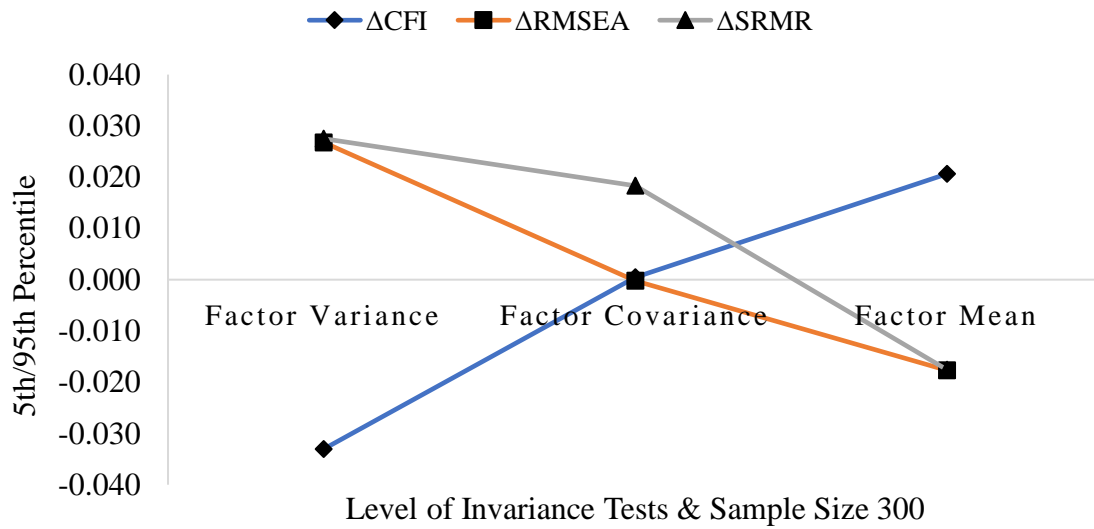 ΔCFI ΔRMSEA ΔSRMR
0.040
0.030
0.020
0.010
0.000
-0.010
-0.020
-0.030
-0.040
5th/95th Percentile
Factor Variance Factor Covariance Factor Mean
Level of Invariance Tests & Sample Size 300